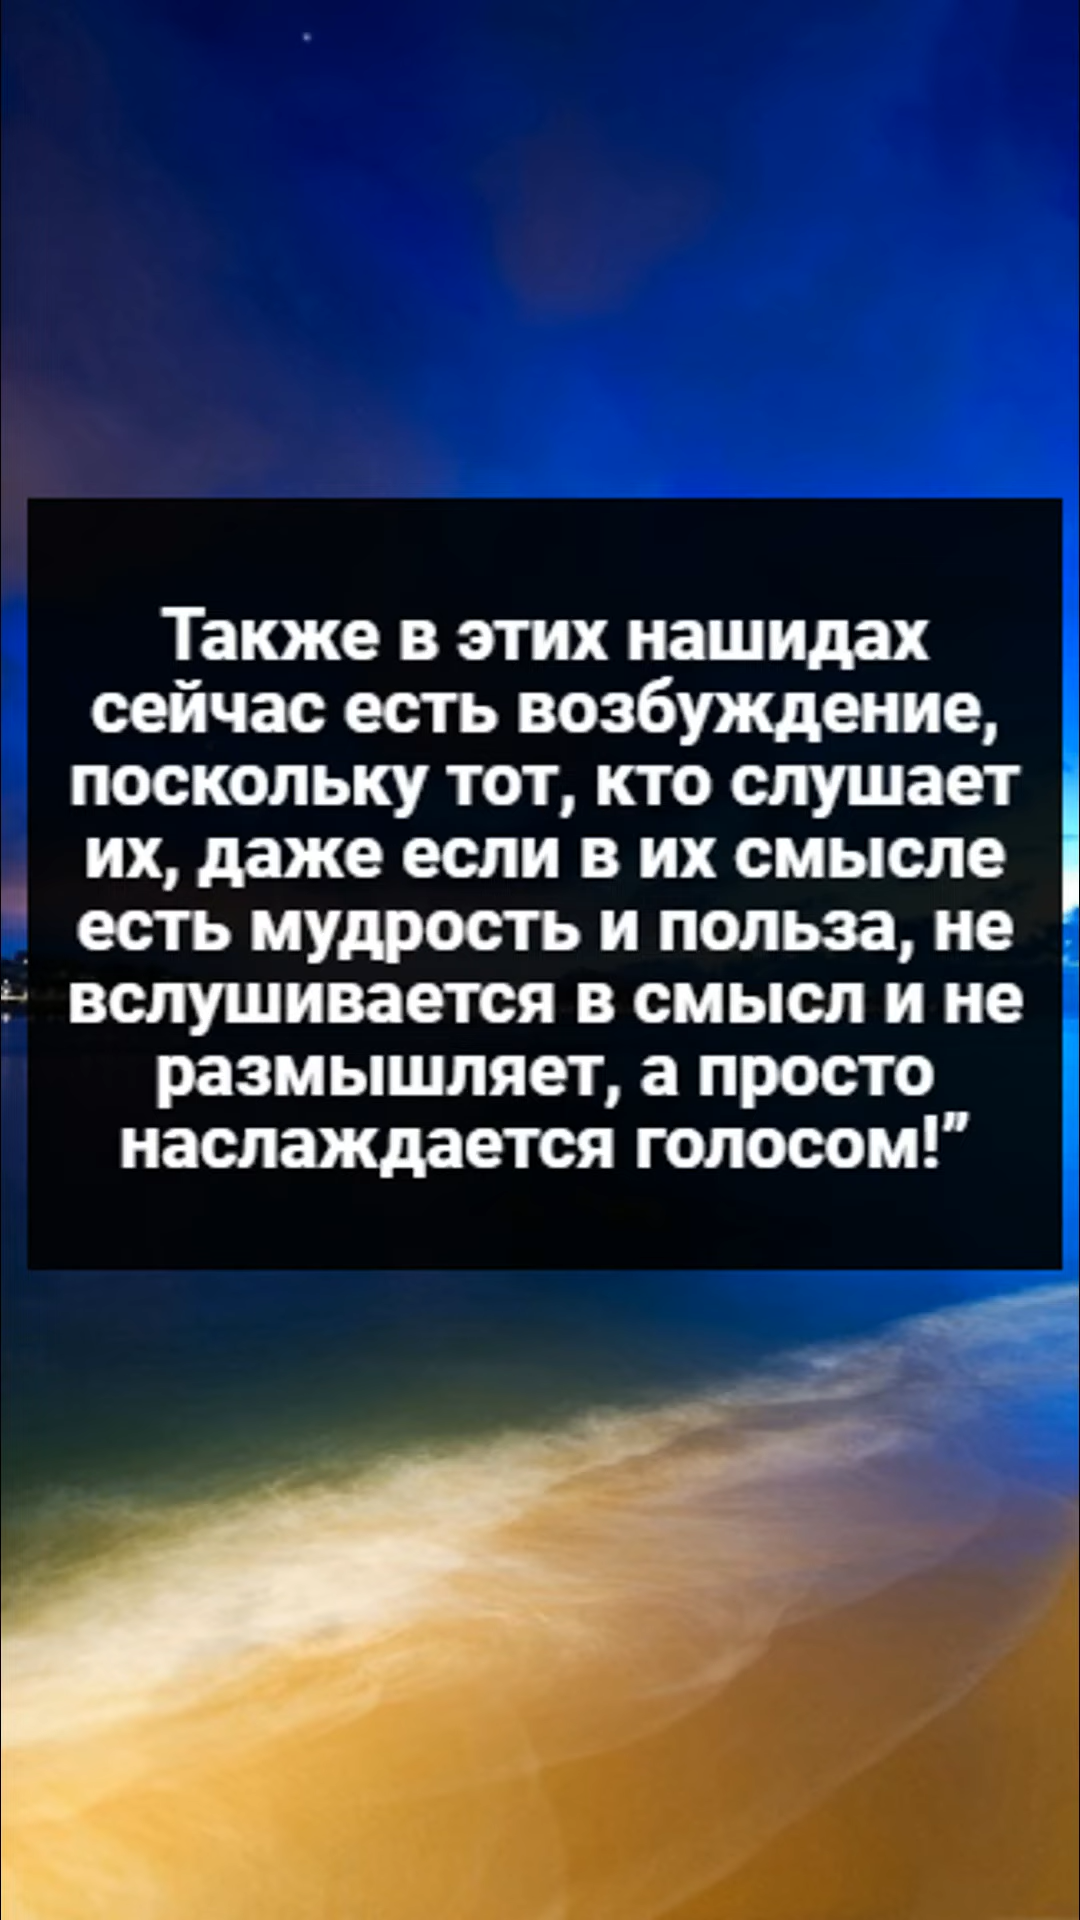 Также в этих нашидах
сейчас есть возбуждение,
поскольку тот, кто слушает
их, даже если в их смысле
есть мудрость и польза, не
вслушивается в смысл и не
размышляет, а просто
наслаждается голосом!”